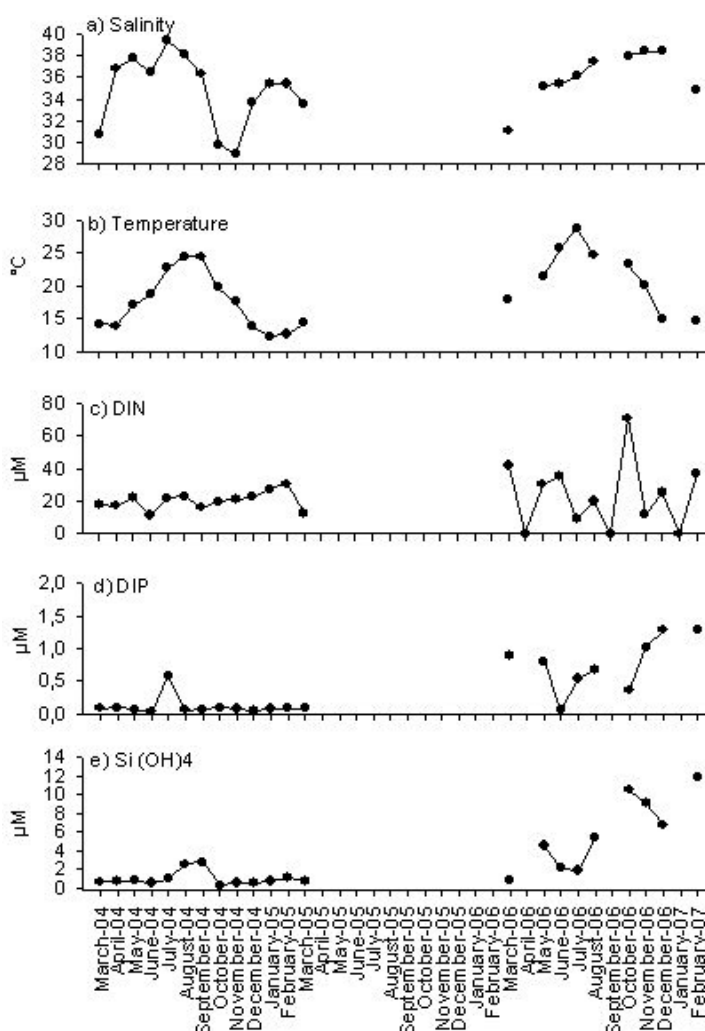 a) Salinity
40
38
36
34
32
30
28
b) Temperature
30
25
20
15
10
°C
c) DIN
80
60
40
20
0
µM
d) DIP
2,0
1,5
1,0
0,5
0,0
µM
e) Si(OH)4
14
12
10
8
6
4
2
0
µM
March-04
April-04
May-04
June-04
July-04
August-04
September-04
October-04
November-04
December-04
January-05
February-05
March-05
April-05
May-05
June-05
July-05
August-05
September-05
October-05
November-05
December-05
January-06
February-06
March-06
April-06
May-06
June-06
July-06
August-06
September-06
October-06
November-06
December-06
January-07
February-07